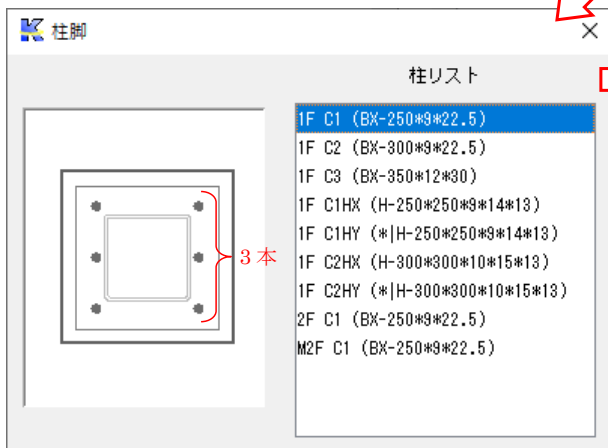 柱脚
柱リスト
1F C1 (BX-250*9*22.5)
1F C2 (BX-300*9*22.5)
1F C3 (BX-350*12*30)
1F C1HX (H-250*250*9*14*13)
1F C1HY (*|H-250*250*9*14*13)
1F C2HX (H-300*300*10*15*13)
1F C2HY (*|H-300*300*10*15*13)
2F C1 (BX-250*9*22.5)
M2F C1 (BX-250*9*22.5)
3本